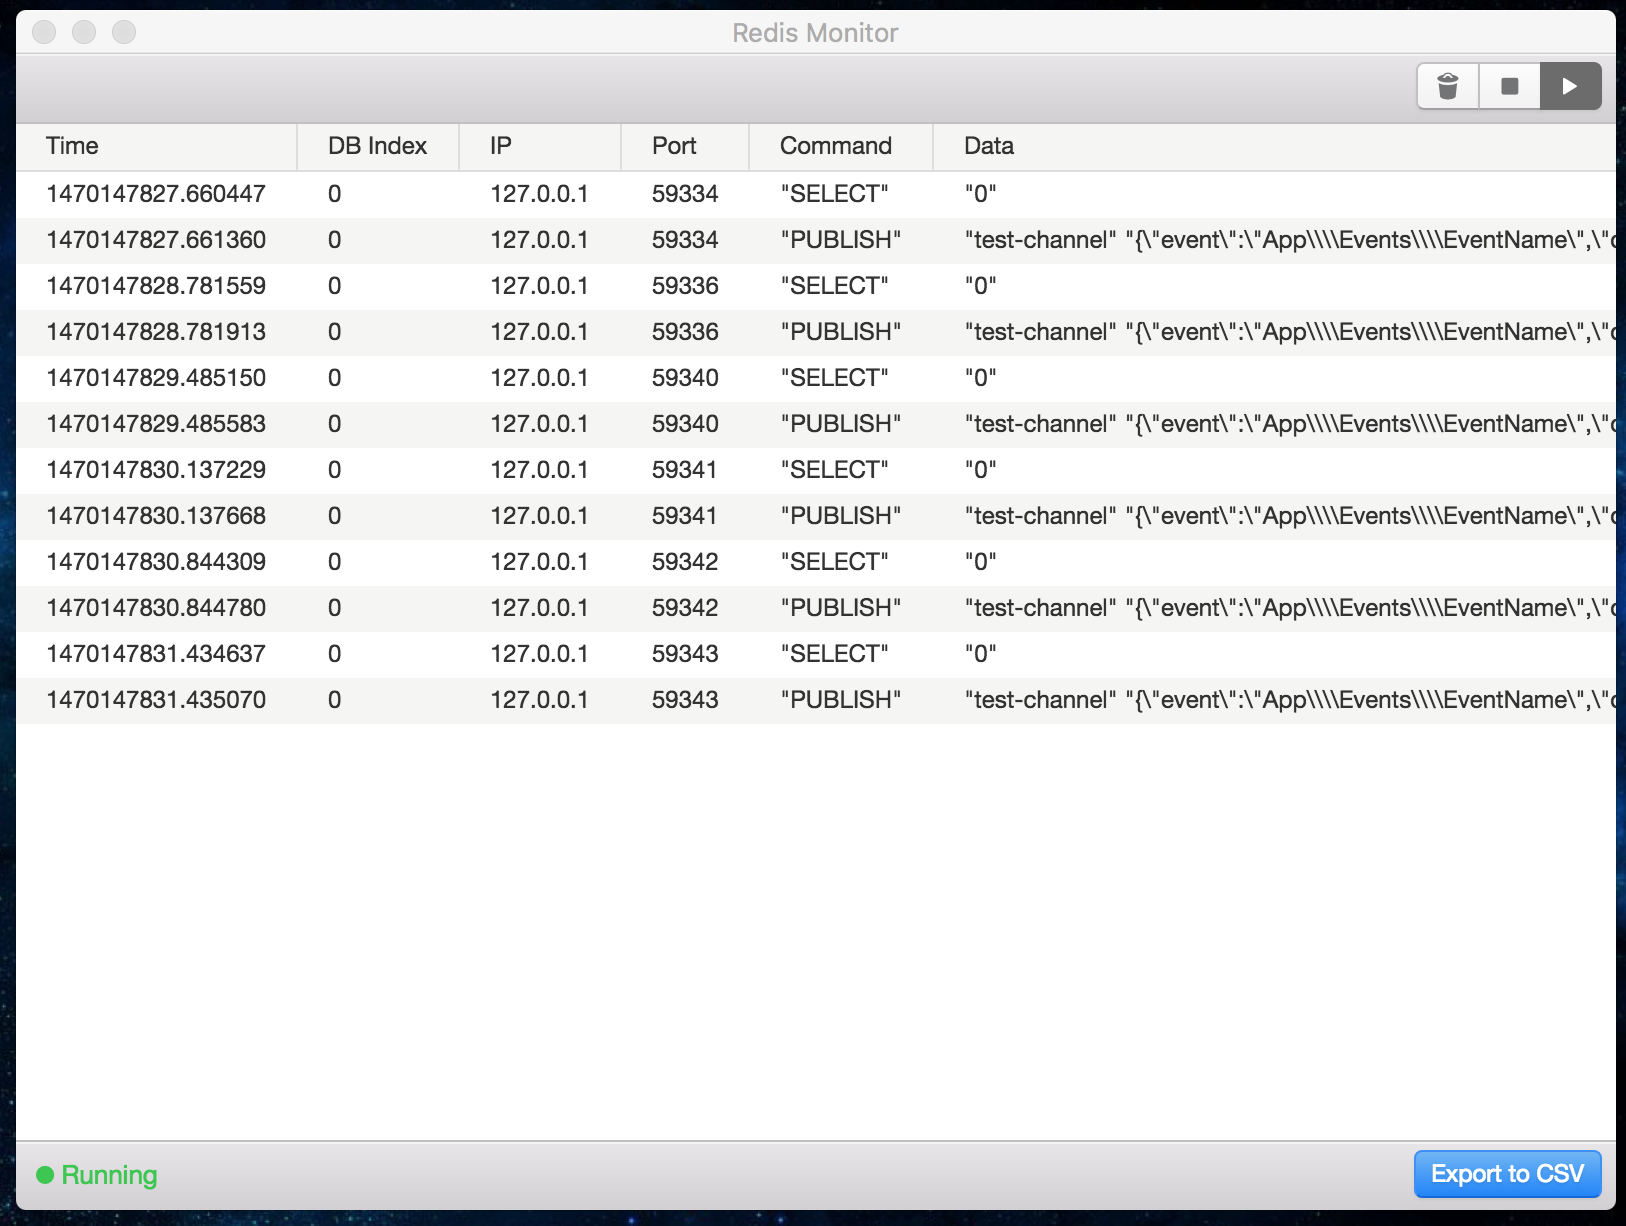 Redis Monitor
Time DB Index IP Port Command Data
1470147827.660447 0 127.0.0.1 59334 "SELECT" "0"
1470147827.661360 0 127.0.0.1 59334 "PUBLISH" "test-channel" "{\"event\":\"App\\\\Events\\\\EventName\",\"
1470147828.781559 0 127.0.0.1 59336 "SELECT" "0"
1470147828.781913 0 127.0.0.1 59336 "PUBLISH" "test-channel" "{\"event\":\"App\\\\Events\\\\EventName\",\"
1470147829.485150 0 127.0.0.1 59340 "SELECT" "0"
1470147829.485583 0 127.0.0.1 59340 "PUBLISH" "test-channel" "{\"event\":\"App\\\\Events\\\\EventName\",\"
1470147830.137229 0 127.0.0.1 59341 "SELECT" "0"
1470147830.137668 0 127.0.0.1 59341 "PUBLISH" "test-channel" "{\"event\":\"App\\\\Events\\\\EventName\",\"
1470147830.844309 0 127.0.0.1 59342 "SELECT" "0"
1470147830.844780 0 127.0.0.1 59342 "PUBLISH" "test-channel" "{\"event\":\"App\\\\Events\\\\EventName\",\"
1470147831.434637 0 127.0.0.1 59343 "SELECT" "0"
1470147831.435070 0 127.0.0.1 59343 "PUBLISH" "test-channel" "{\"event\":\"App\\\\Events\\\\EventName\",\"
Running
Export to CSV